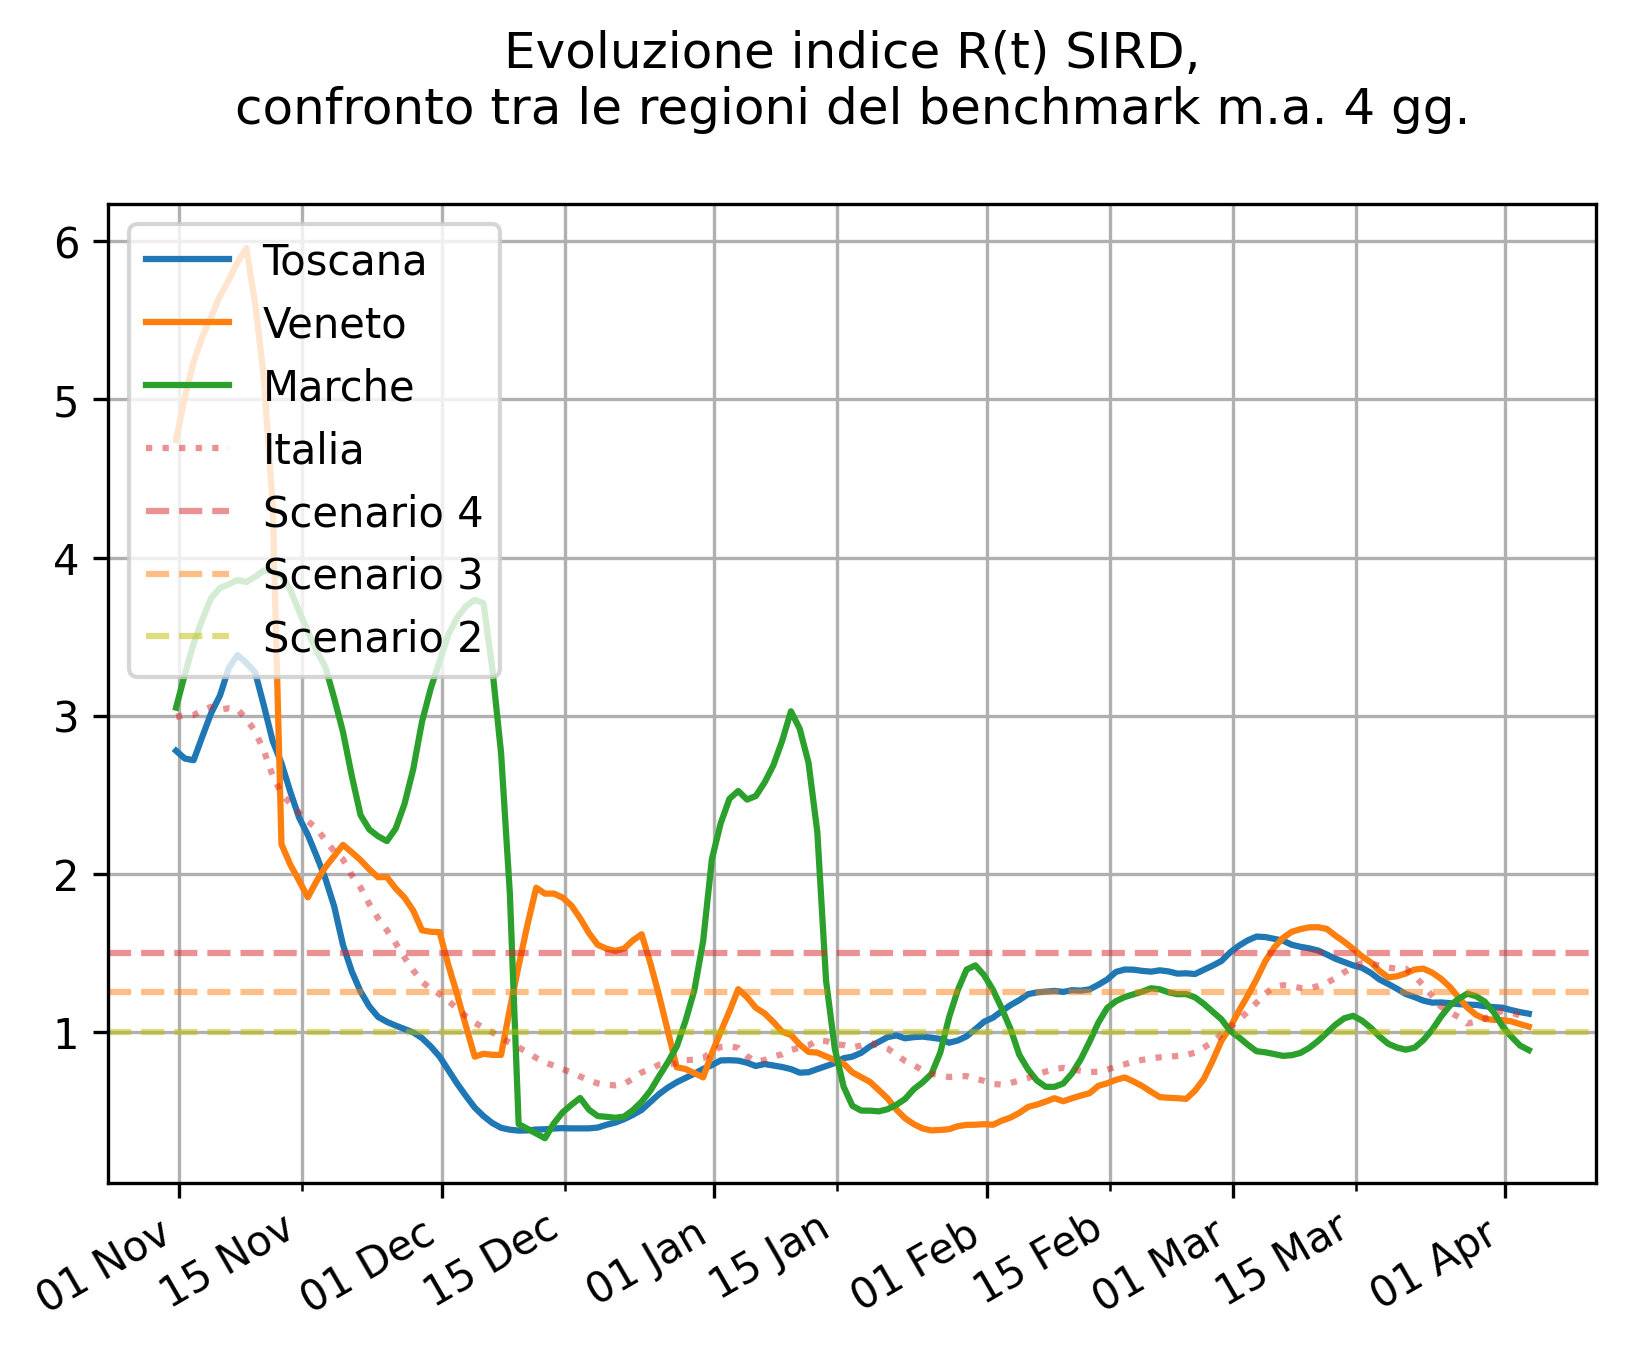 Evoluzione indice R(t) SIRD,
confronto tra le regioni del benchmark m.a. 4 gg.
6
5
4
3
2
1
Toscana
Veneto
Marche
Italia
Scenario 4
Scenario 3
Scenario 2
01 Nov
15 Nov
01 Dec
15 Dec
01 Jan
15 Jan
01 Feb
15 Feb
01 Mar
15 Mar
01 Apr